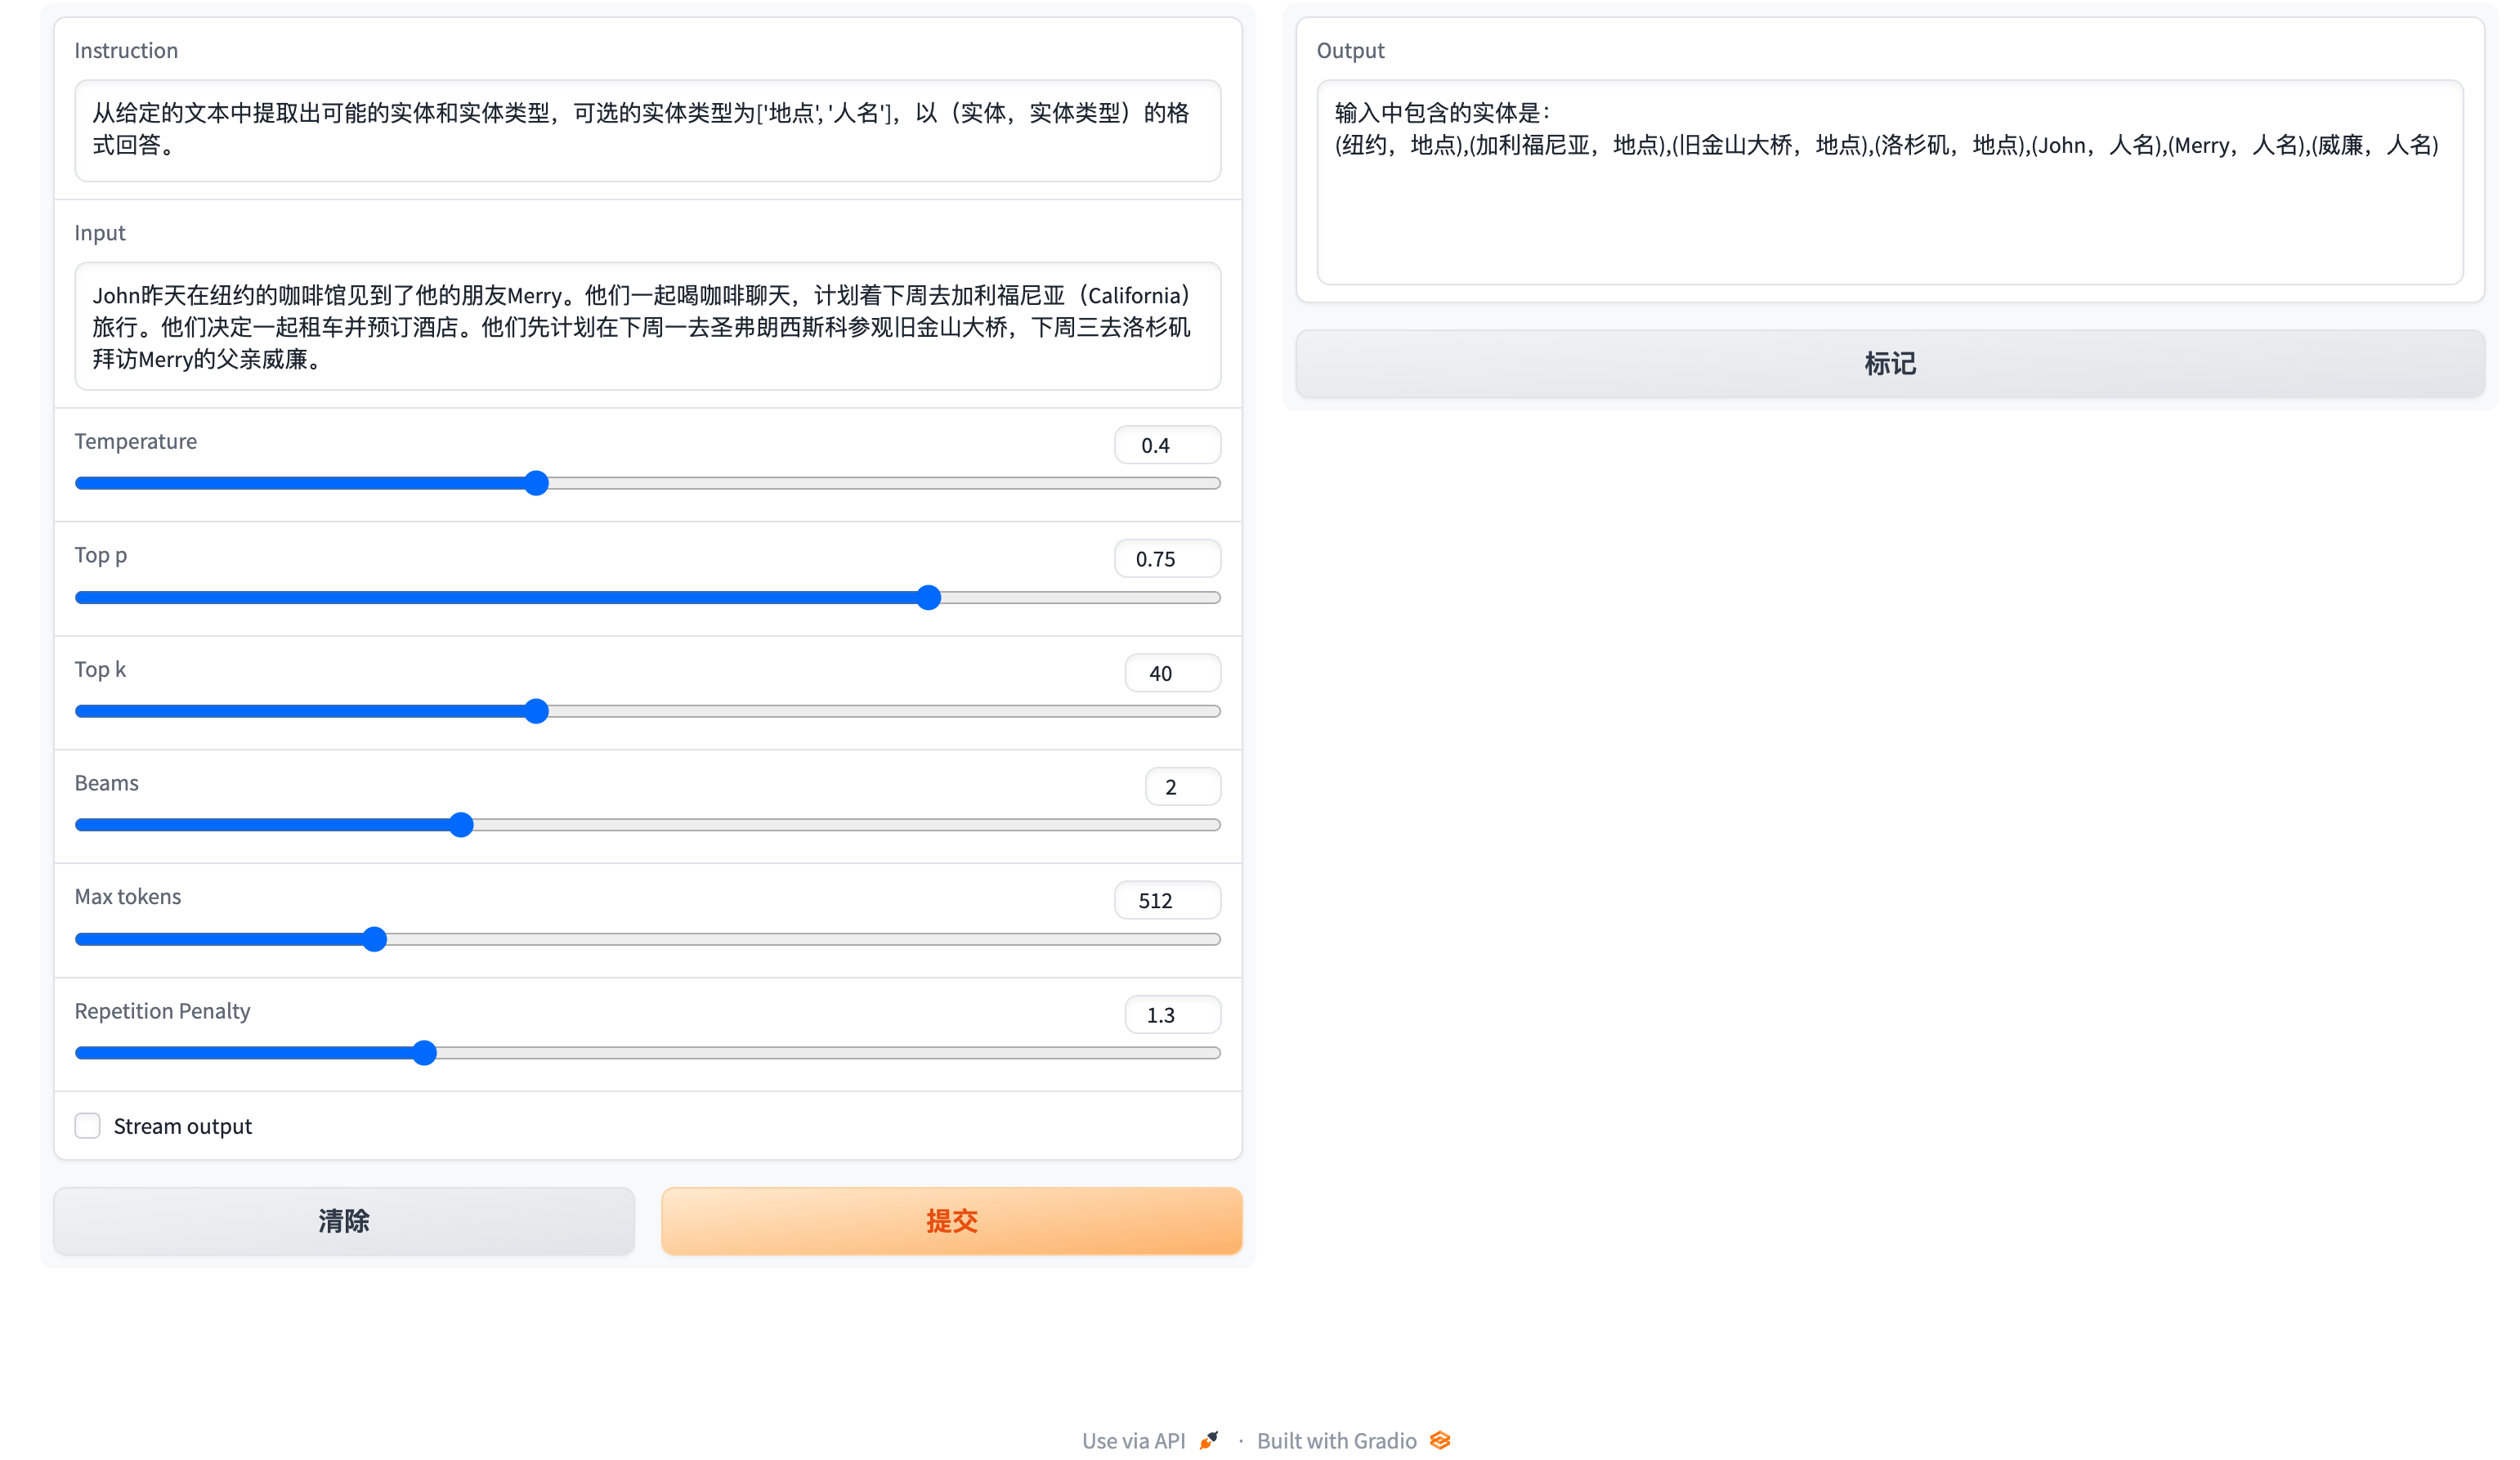 Instruction
从给定的文本中提取出可能的实体和实体类型，可选的实体类型为['地点', '人名']，以（实体，实体类型）的格
式回答。
Input
John昨天在纽约的咖啡馆见到了他的朋友Merry。他们一起喝咖啡聊天，计划着下周去加利福尼亚（California）
旅行。他们决定一起租车并预订酒店。他们先计划在下周一去圣弗朗西斯科参观旧金山大桥，下周三去洛杉矶
拜访Merry的父亲威廉。
Temperature
0.4
Top p
0.75
Top k
40
Beams
2
Max tokens
512
Repetition Penalty
1.3
Stream output
清除
提交
Output
输入中包含的实体是：
(纽约，地点),(加利福尼亚，地点),(旧金山大桥，地点),(洛杉矶，地点),(John，人名),(Merry，人名),(威廉，人名)
标记
Use via API · Built with Gradio